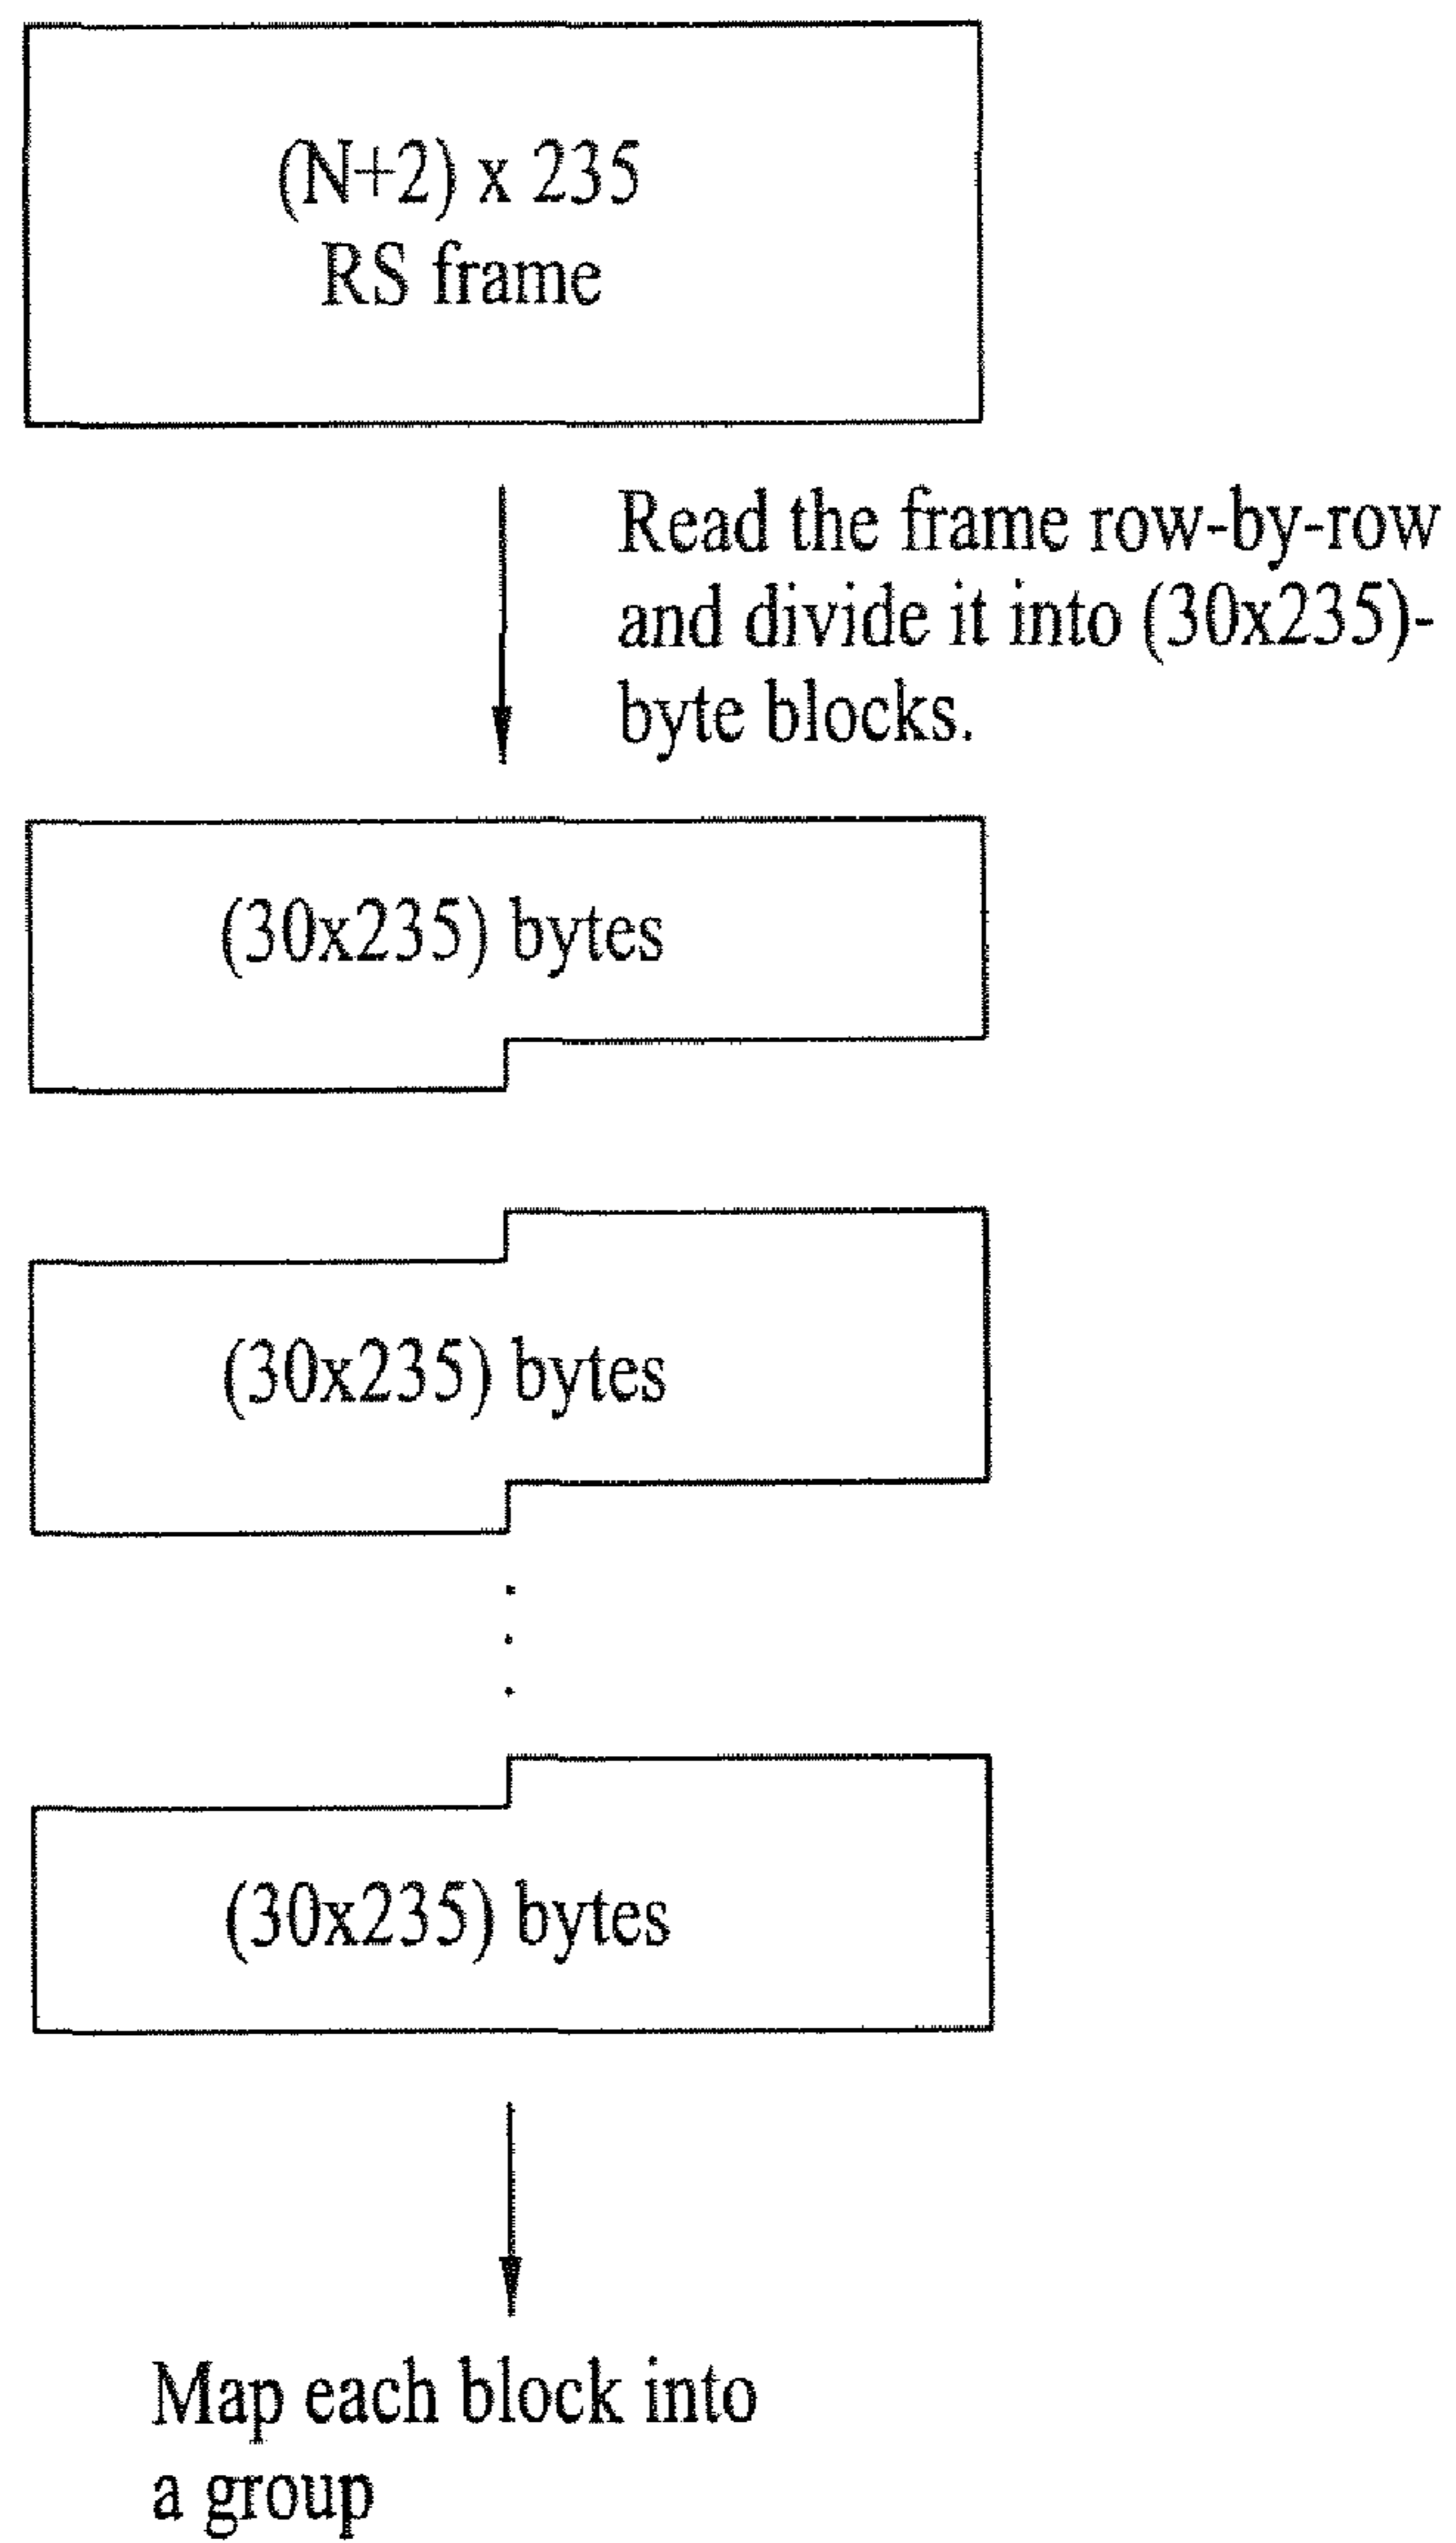 (N+2) x 235
RS frame
Read the frame row-by-row
and divide it into (30x235)-
byte blocks.
(30x235) bytes
(30x235) bytes
(30x235) bytes
Map each block into
a group